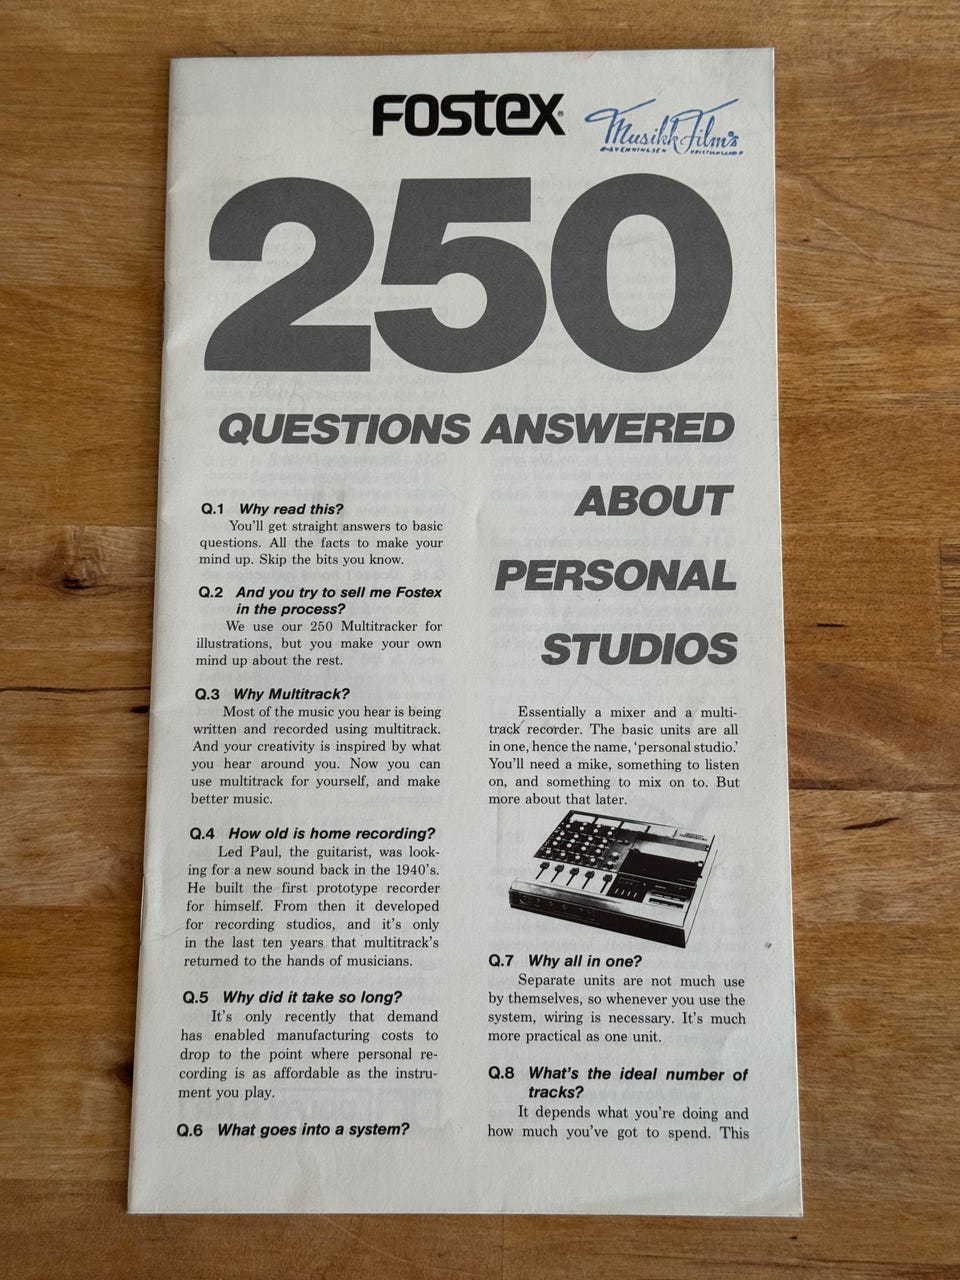 Fostex
Musikk Film's
250
QUESTIONS ANSWERED
ABOUT
PERSONAL
STUDIOS
Q.1 Why read this?
You'll get straight answers to basic
questions. All the facts to make your
mind up. Skip the bits you know.
Q.2 And you try to sell me Fostex
in the process?
We use our 250 Multitracker for
illustrations, but you make your own
mind up about the rest.
Q.3 Why Multitrack?
Most of the music you hear is being
written and recorded using multitrack.
And your creativity is inspired by what
you hear around you. Now you can
use multitrack for yourself, and make
better music.
Q.4 How old is home recording?
Led Paul, the guitarist, was look-
ing for a new sound back in the 1940's.
He built the first prototype recorder
for himself. From then it developed
for recording studios, and it's only
in the last ten years that multitrack's
returned to the hands of musicians.
Q.5 Why did it take so long?
It's only recently that demand
has enabled manufacturing costs to
drop to the point where personal re-
cording is as affordable as the instru-
ment you play.
Q.6 What goes into a system?
Essentially a mixer and a multi-
track recorder. The basic units are all
in one, hence the name, 'personal studio.'
You'll need a mike, something to listen
on, and something to mix on to. But
more about that later.
Q.7 Why all in one?
Separate units are not much use
by themselves, so whenever you use the
system, wiring is necessary. It's much
more practical as one unit.
Q.8 What's the ideal number of
tracks?
It depends what you're doing and
how much you've got to spend. This